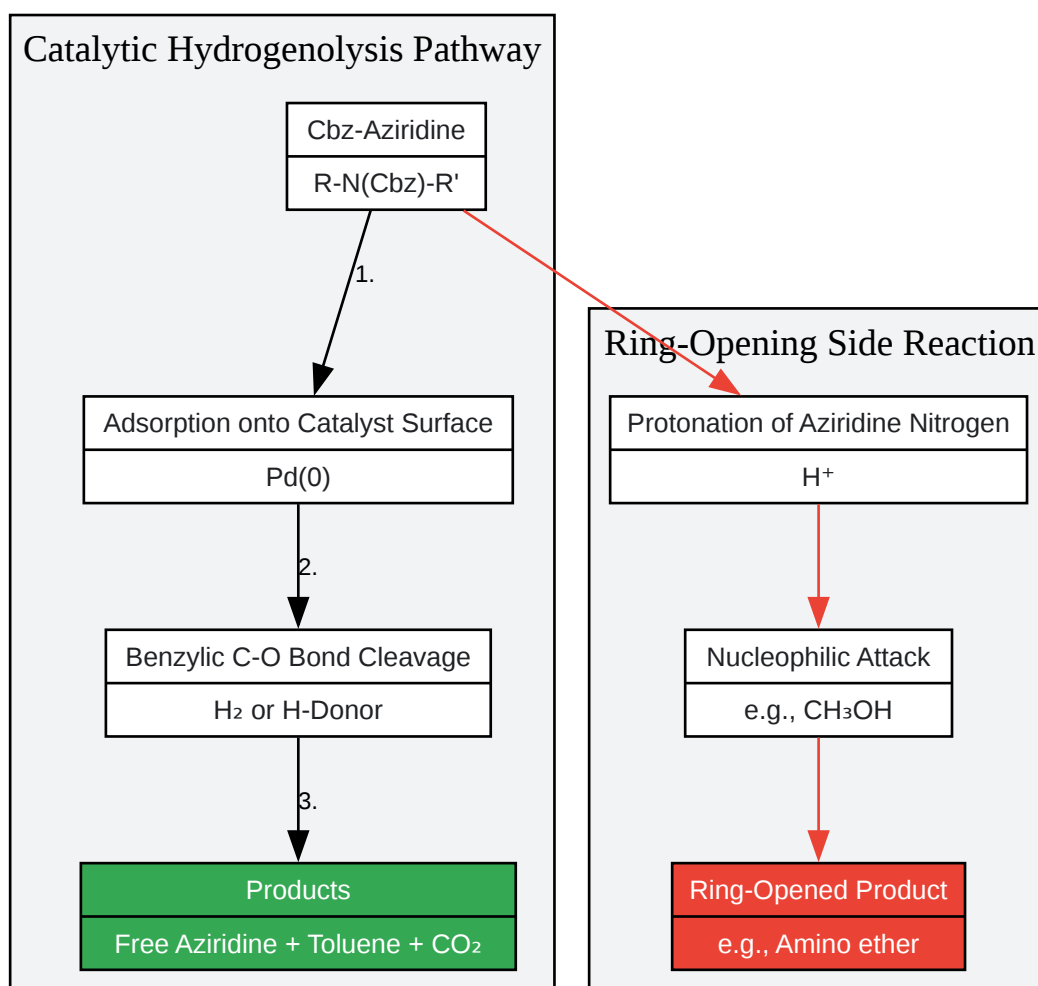 Catalytic Hydrogenolysis Pathway
Cbz-Aziridine
R-N(Cbz)-R'
1.
Adsorption onto Catalyst Surface
Pd(0)
2.
Benzylic C-O Bond Cleavage
H₂ or H-Donor
3.
Products
Free Aziridine + Toluene + CO₂
Ring-Opening Side Reaction
Protonation of Aziridine Nitrogen
H⁺
Nucleophilic Attack
e.g., CH₃OH
Ring-Opened Product
e.g., Amino ether